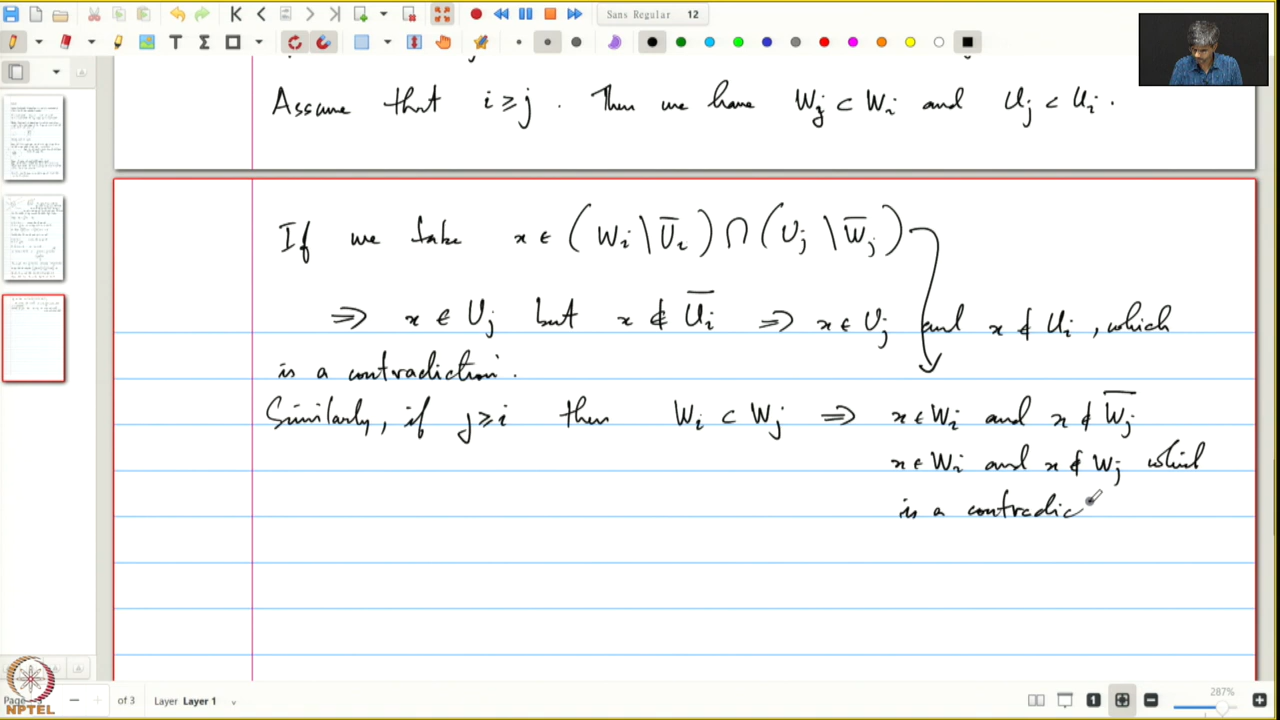 Sans Regular 12
Assume that i ≥ j . Then we have W_j ⊂ W_i and U_j ⊂ U_i .
If we take x ∈ (W_i \ Ū_i) ∩ (U_j \ W̄_j)
⇒ x ∈ U_j but x ∉ Ū_i ⇒ x ∈ U_j and x ∉ U_i , which
is a contradiction .
Similarly, if j ≥ i then W_i ⊂ W_j ⇒ x ∈ W_i and x ∉ W̄_j
x ∈ W_i and x ∉ W_j which
is a contradic
of 3 Layer Layer 1
287%
NPTEL